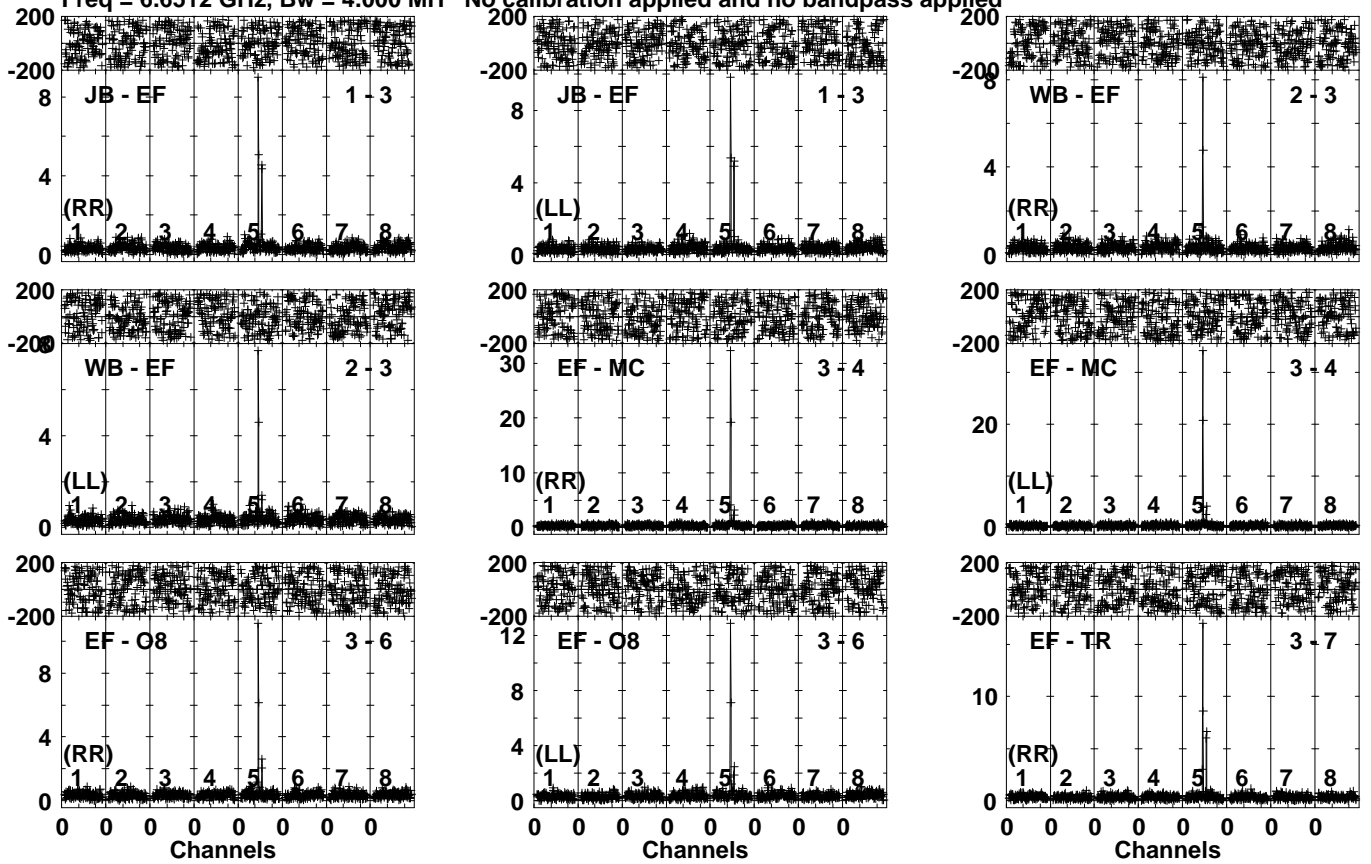 Freq = 6.6512 GHz, Bw = 4.000 MH No calibration applied and no bandpass applied
200 200 200
-200 -200 -200
JB - EF 1 - 3 JB - EF 1 - 3 WB - EF 2 - 3
8 8 8
4 4 4
(RR) (LL) (RR)
1 2 3 4 5 6 7 8 1 2 3 4 5 6 7 8 1 2 3 4 5 6 7 8
0 0 0
200 200 200
-200 -200 -200
8 30
WB - EF 2 - 3 EF - MC 3 - 4 EF - MC 3 - 4
4 20 20
10
(LL) (RR) (LL)
1 2 3 4 5 6 7 8 1 2 3 4 5 6 7 8 1 2 3 4 5 6 7 8
0 0 0
200 200 200
-200 -200 -200
EF - O8 3 - 6 EF - O8 3 - 6 EF - TR 3 - 7
12
8 8 10
4 4
(RR) (LL) (RR)
1 2 3 4 5 6 7 8 1 2 3 4 5 6 7 8 1 2 3 4 5 6 7 8
0 0 0
0 0 0 0 0 0 0 0 0 0 0 0 0 0 0 0 0 0 0 0 0 0 0 0
Channels Channels Channels